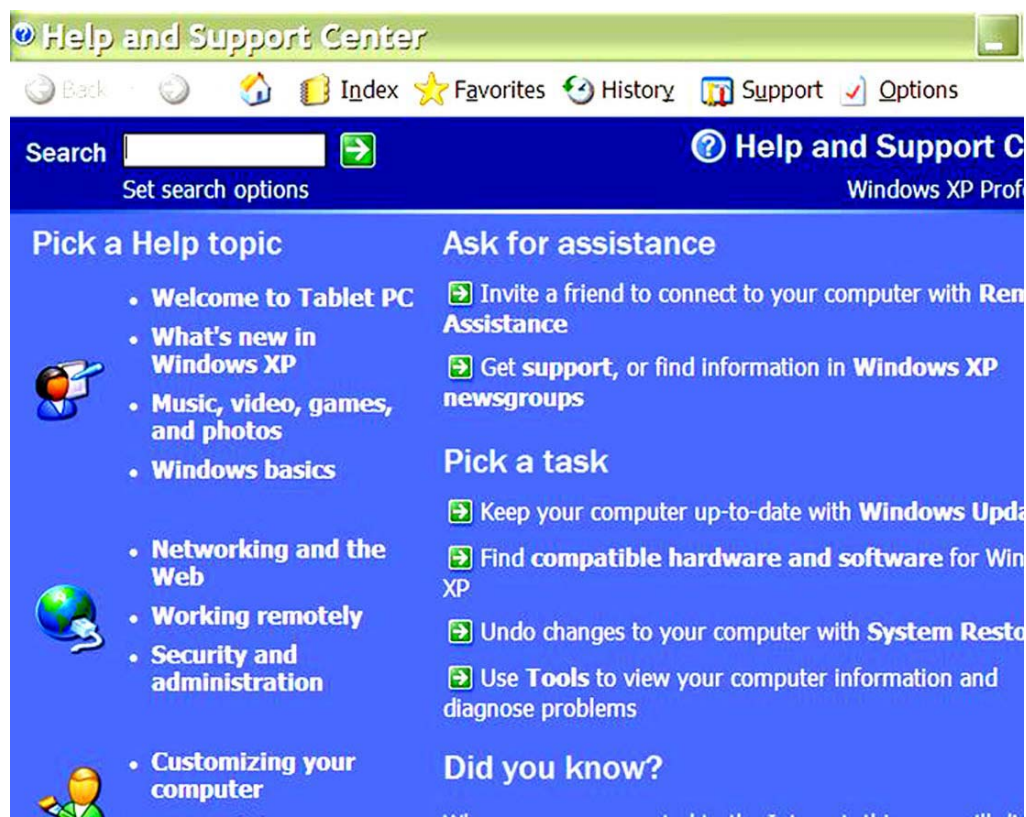 Help and Support Center
Back
Index
Favorites
History
Support
Options
Search
Set search options
Help and Support C
Windows XP Prof
Pick a Help topic
Welcome to Tablet PC
What's new in
Windows XP
Music, video, games,
and photos
Windows basics
Networking and the
Web
Working remotely
Security and
administration
Customizing your
computer
Ask for assistance
Invite a friend to connect to your computer with Rem
Assistance
Get support, or find information in Windows XP
newsgroups
Pick a task
Keep your computer up-to-date with Windows Upda
Find compatible hardware and software for Win
XP
Undo changes to your computer with System Resto
Use Tools to view your computer information and
diagnose problems
Did you know?